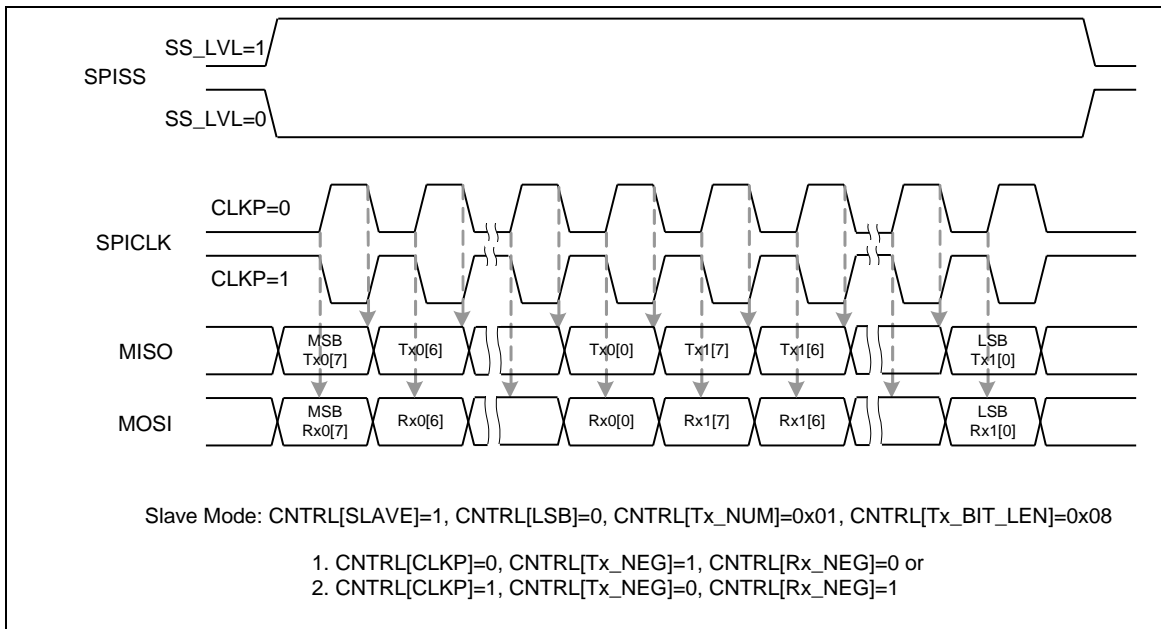 SS_LVL=1
SPISS
SS_LVL=0
CLKP=0
SPICLK
CLKP=1
MISO
MSB
Tx0[7]
Tx0[6]
Tx0[0]
Tx1[7]
Tx1[6]
LSB
Tx1[0]
MOSI
MSB
Rx0[7]
Rx0[6]
Rx0[0]
Rx1[7]
Rx1[6]
LSB
Rx1[0]
Slave Mode: CNTRL[SLAVE]=1, CNTRL[LSB]=0, CNTRL[Tx_NUM]=0x01, CNTRL[Tx_BIT_LEN]=0x08
1. CNTRL[CLKP]=0, CNTRL[Tx_NEG]=1, CNTRL[Rx_NEG]=0 or
2. CNTRL[CLKP]=1, CNTRL[Tx_NEG]=0, CNTRL[Rx_NEG]=1